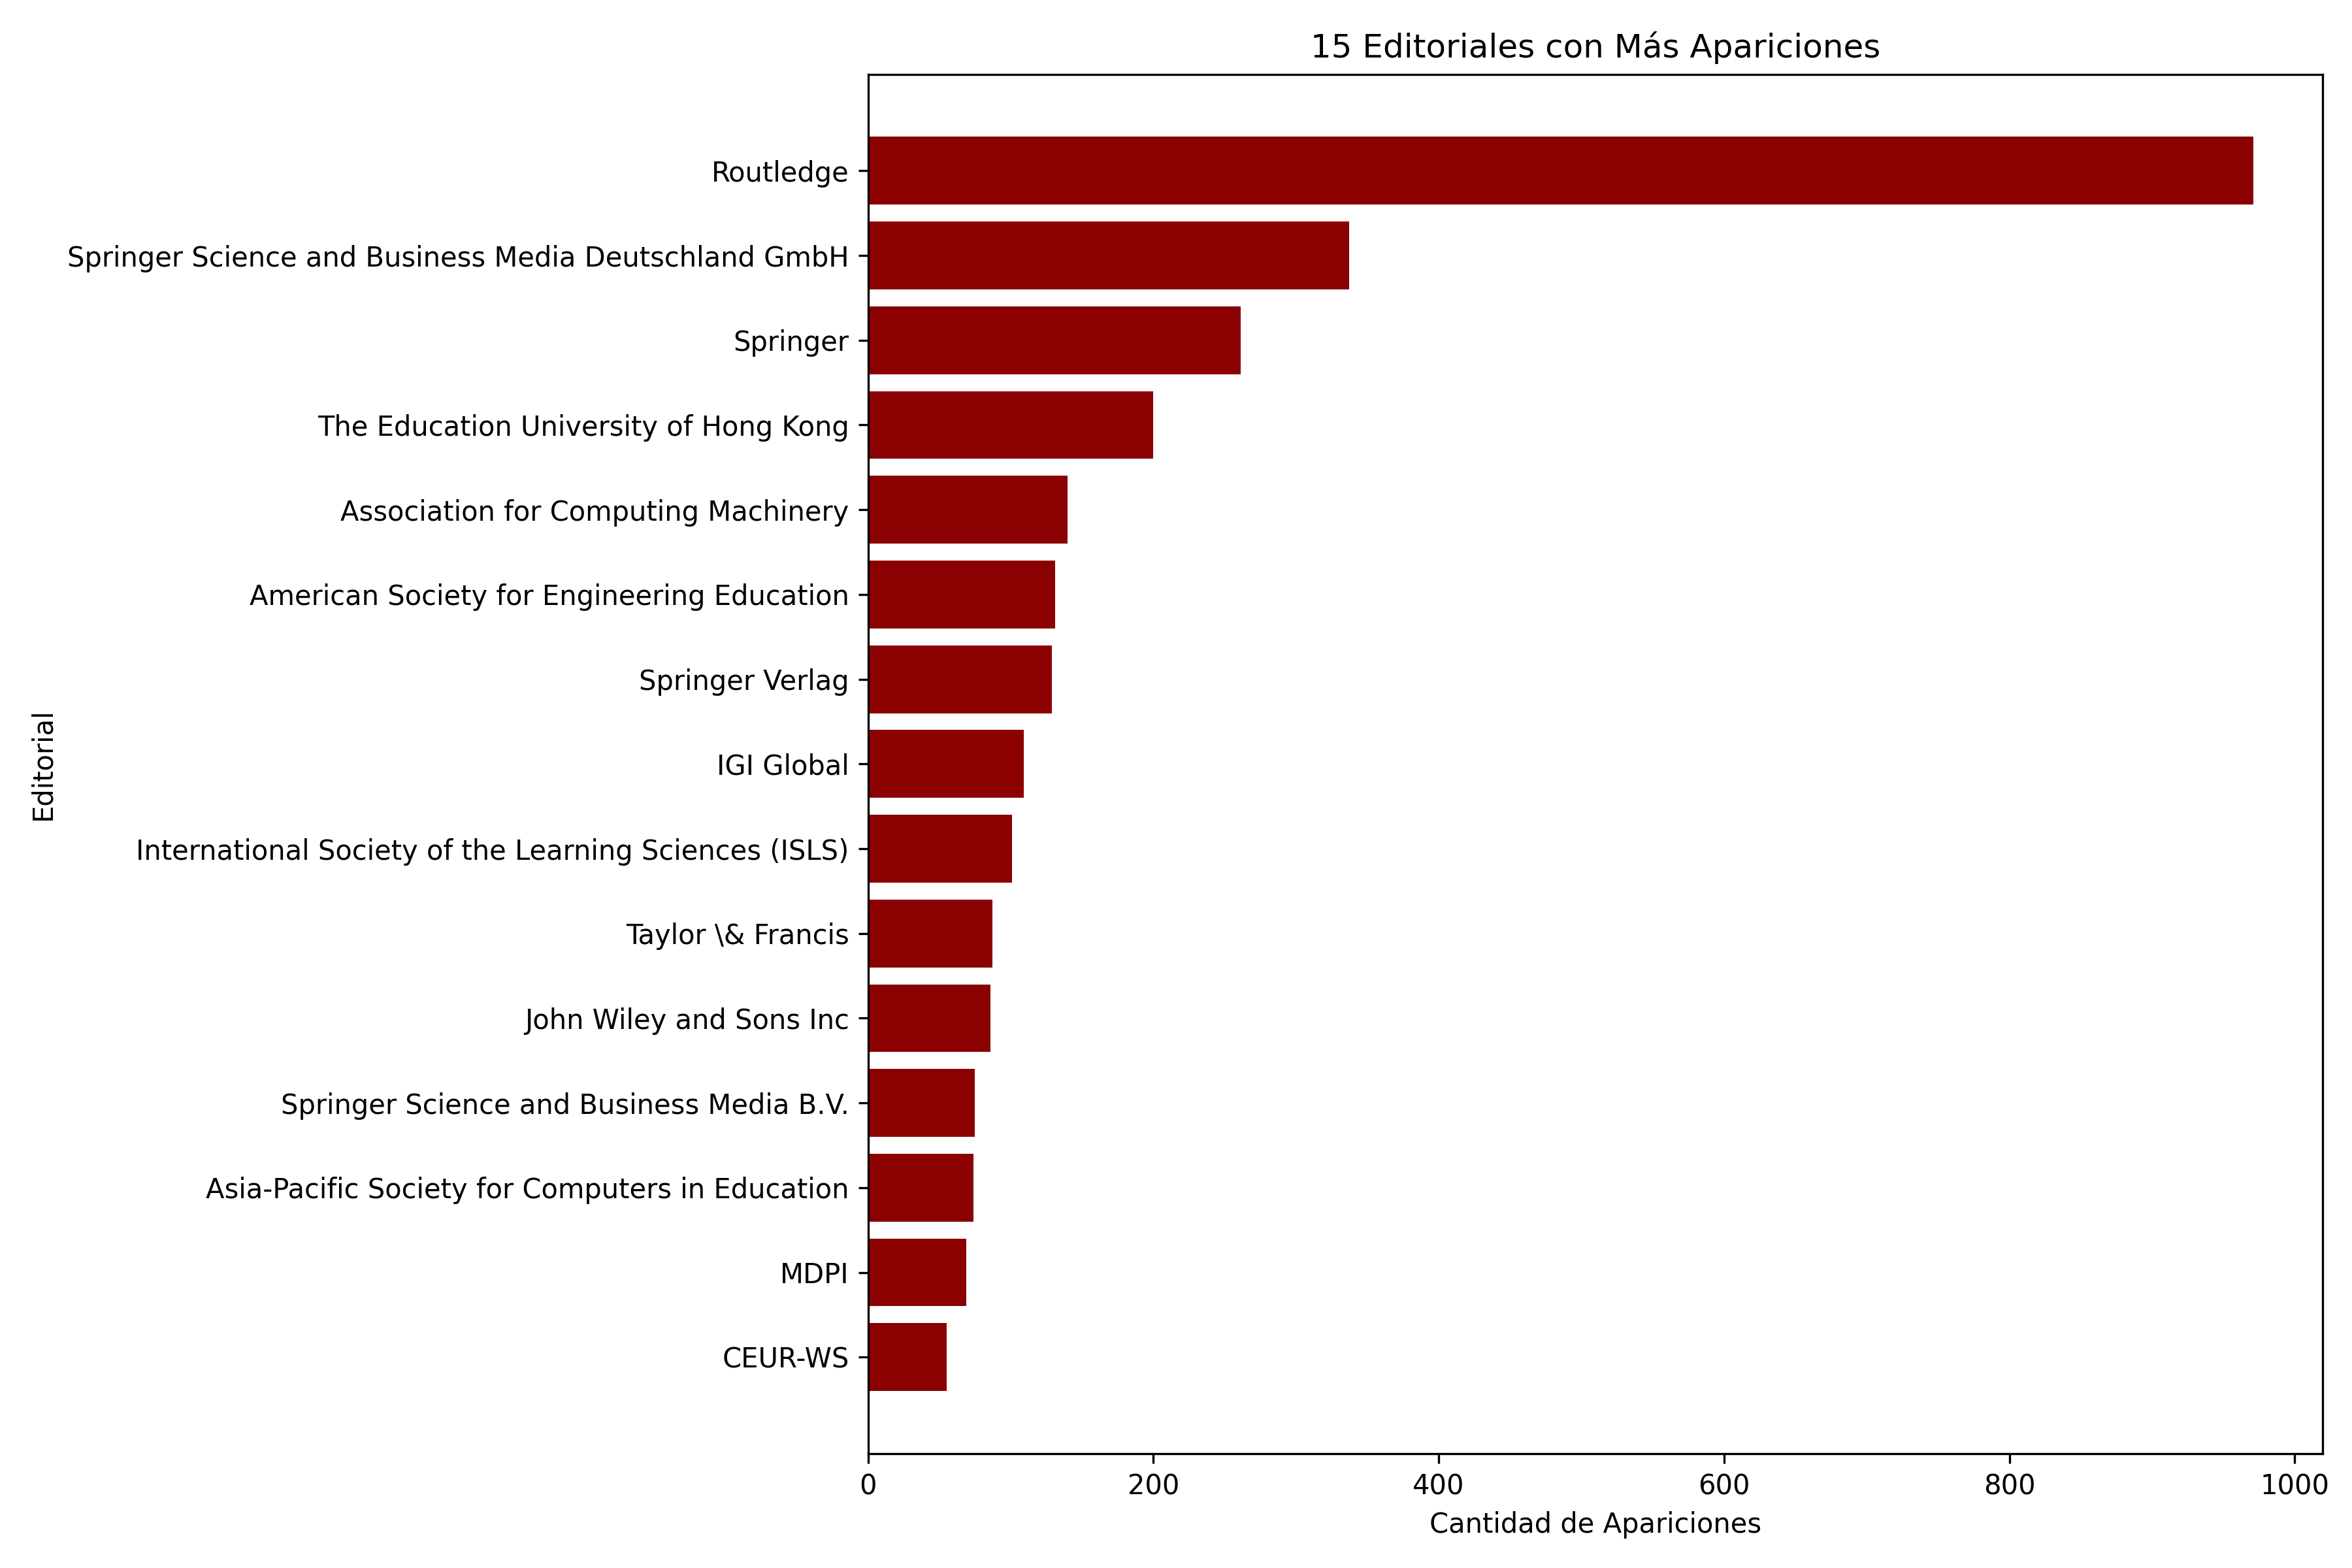 15 Editoriales con Más Apariciones
Routledge
Springer Science and Business Media Deutschland GmbH
Springer
The Education University of Hong Kong
Association for Computing Machinery
American Society for Engineering Education
Springer Verlag
IGI Global
International Society of the Learning Sciences (ISLS)
Taylor \& Francis
John Wiley and Sons Inc
Springer Science and Business Media B.V.
Asia-Pacific Society for Computers in Education
MDPI
CEUR-WS
Editorial
0 200 400 600 800 1000
Cantidad de Apariciones